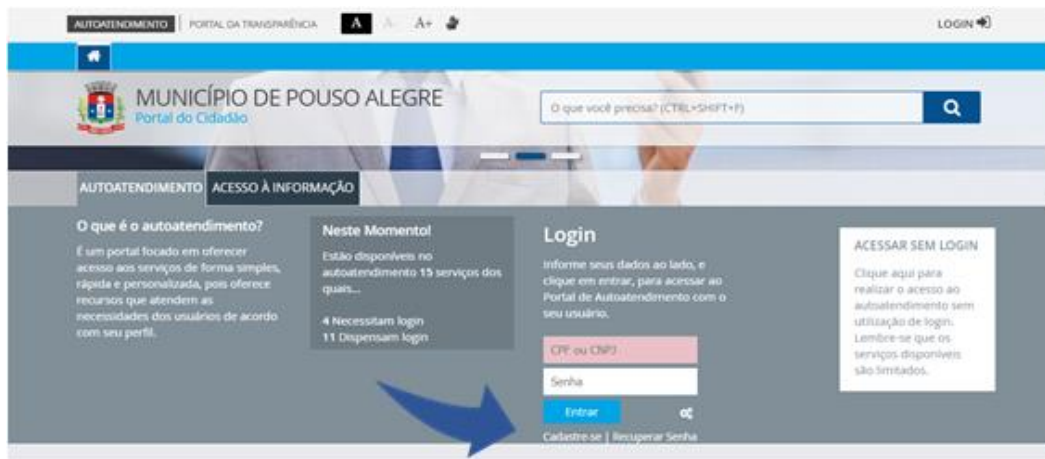 AUTOATENDIMENTO PORTAL DA TRANSPARÊNCIA A A- A+ LOGIN
MUNICÍPIO DE POUSO ALEGRE
Portal do Cidadão
O que você precisa? (CTRL+SHIFT+F)
AUTOATENDIMENTO ACESSO À INFORMAÇÃO
O que é o autoatendimento?
É um portal focado em oferecer
acesso aos serviços de forma simples,
rápida e personalizada, pois oferece
recursos que atendem as
necessidades dos usuários de acordo
com seu perfil.
Neste Momento!
Estão disponíveis no
autoatendimento 15 serviços dos
quais...
4 Necessitam login
11 Dispensam login
Login
Informe seus dados ao lado, e
clique em entrar, para acessar ao
Portal de Autoatendimento com o
seu usuário.
CPF ou CNPJ
Senha
Entrar
Cadastre-se | Recuperar Senha
ACESSAR SEM LOGIN
Clique aqui para
realizar o acesso ao
autoatendimento sem
utilização de login.
Lembre-se que os
serviços disponíveis
são limitados.